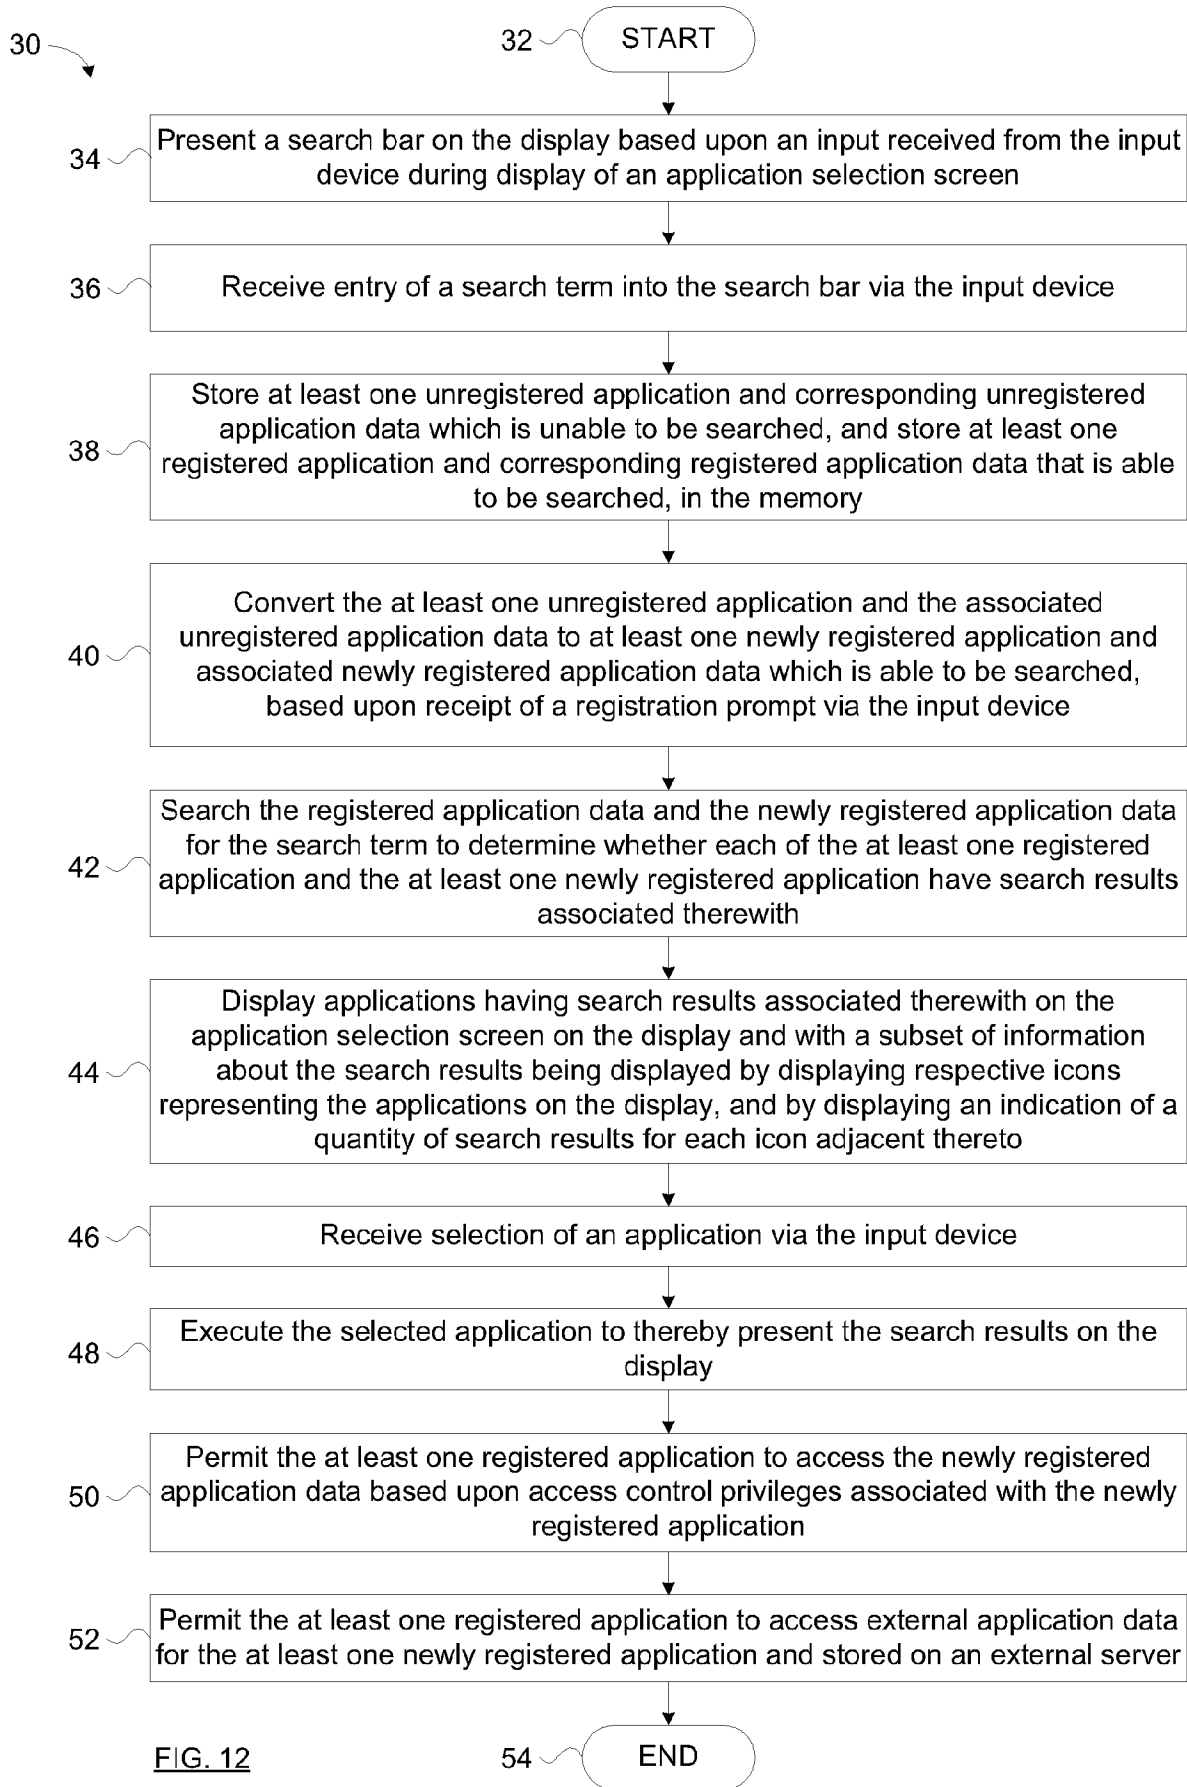 30
32
START
34
Present a search bar on the display based upon an input received from the input
device during display of an application selection screen
36
Receive entry of a search term into the search bar via the input device
38
Store at least one unregistered application and corresponding unregistered
application data which is unable to be searched, and store at least one
registered application and corresponding registered application data that is able
to be searched, in the memory
40
Convert the at least one unregistered application and the associated
unregistered application data to at least one newly registered application and
associated newly registered application data which is able to be searched,
based upon receipt of a registration prompt via the input device
42
Search the registered application data and the newly registered application data
for the search term to determine whether each of the at least one registered
application and the at least one newly registered application have search results
associated therewith
44
Display applications having search results associated therewith on the
application selection screen on the display and with a subset of information
about the search results being displayed by displaying respective icons
representing the applications on the display, and by displaying an indication of a
quantity of search results for each icon adjacent thereto
46
Receive selection of an application via the input device
48
Execute the selected application to thereby present the search results on the
display
50
Permit the at least one registered application to access the newly registered
application data based upon access control privileges associated with the newly
registered application
52
Permit the at least one registered application to access external application data
for the at least one newly registered application and stored on an external server
FIG. 12
54
END